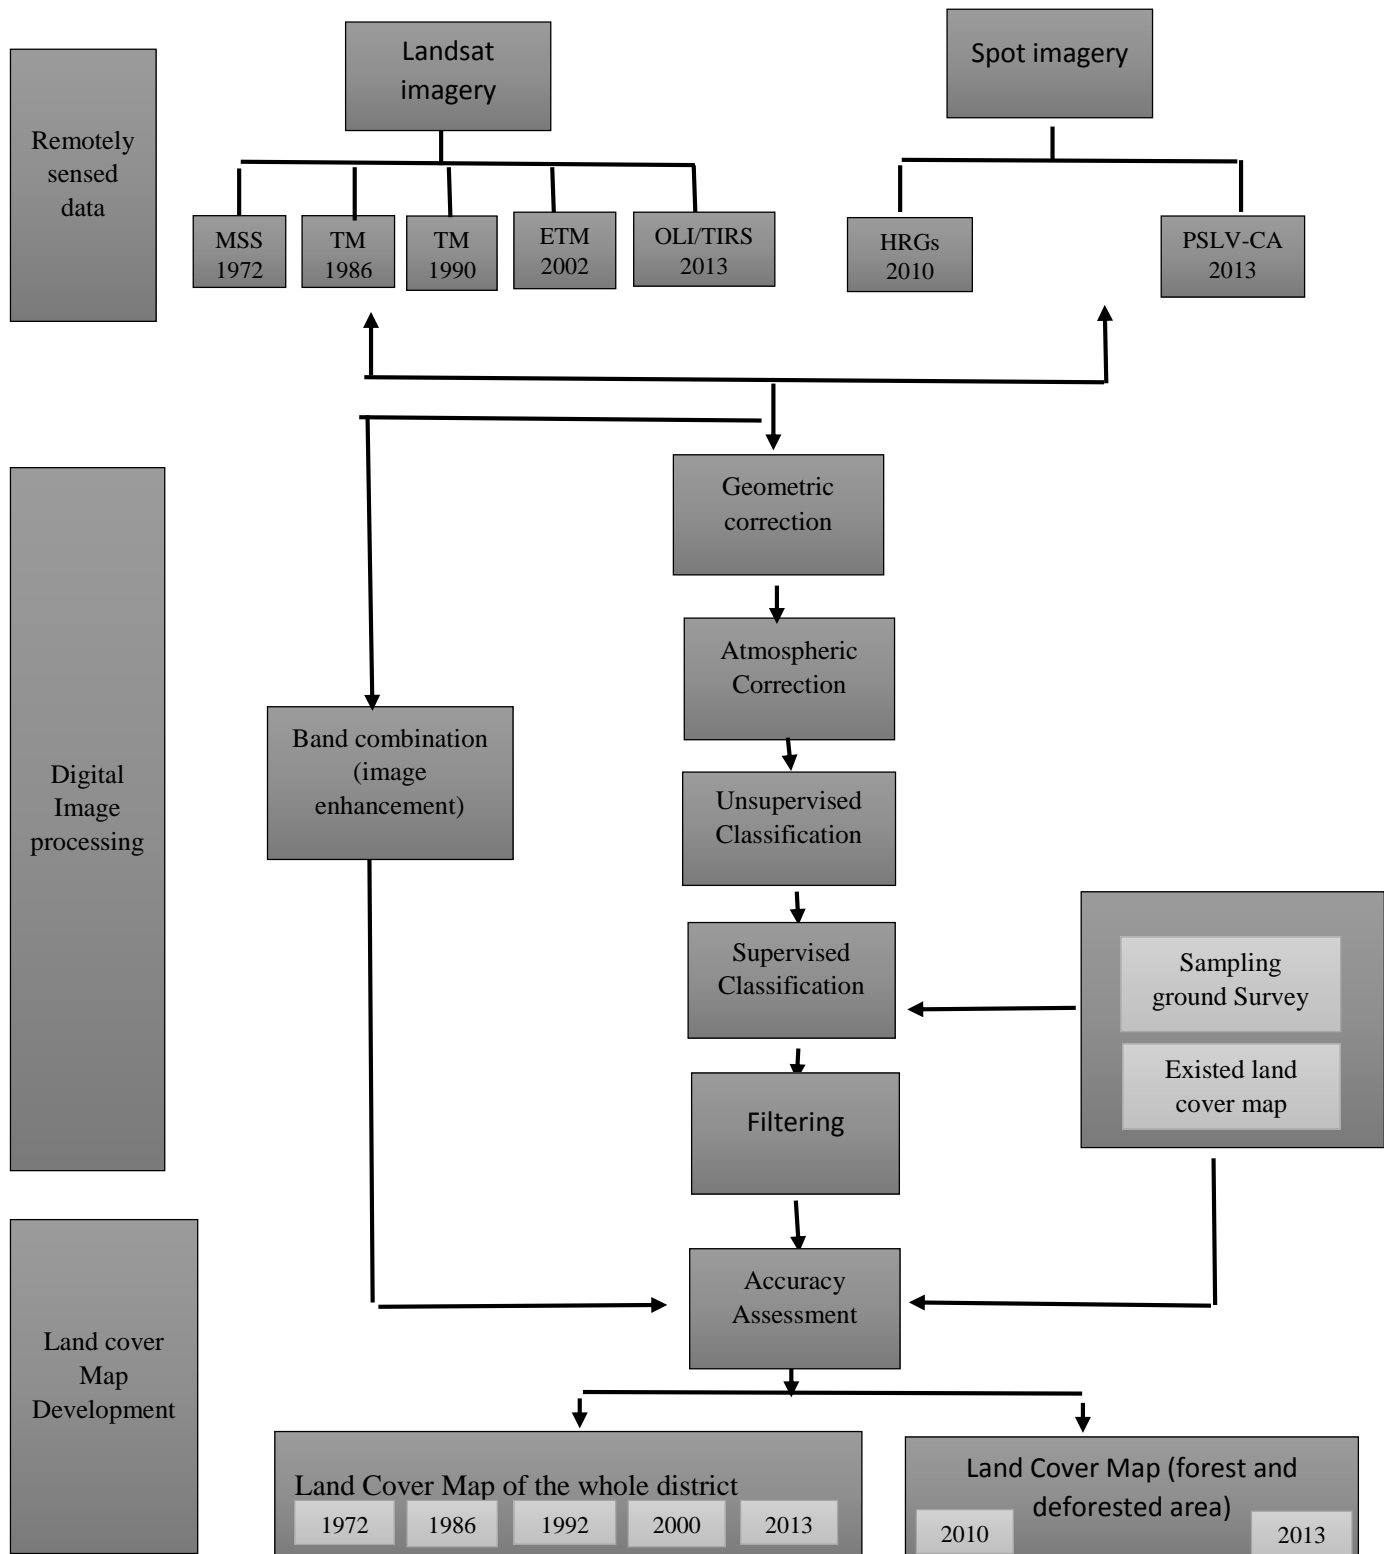 Remotely
sensed
data
Landsat
imagery
Spot imagery
MSS
1972
TM
1986
TM
1990
ETM
2002
OLI/TIRS
2013
HRGs
2010
PSLV-CA
2013
Digital
Image
processing
Geometric
correction
Atmospheric
Correction
Band combination
(image
enhancement)
Unsupervised
Classification
Supervised
Classification
Sampling
ground Survey
Existed land
cover map
Filtering
Land cover
Map
Development
Accuracy
Assessment
Land Cover Map of the whole district
1972
1986
1992
2000
2013
Land Cover Map (forest and
deforested area)
2010
2013